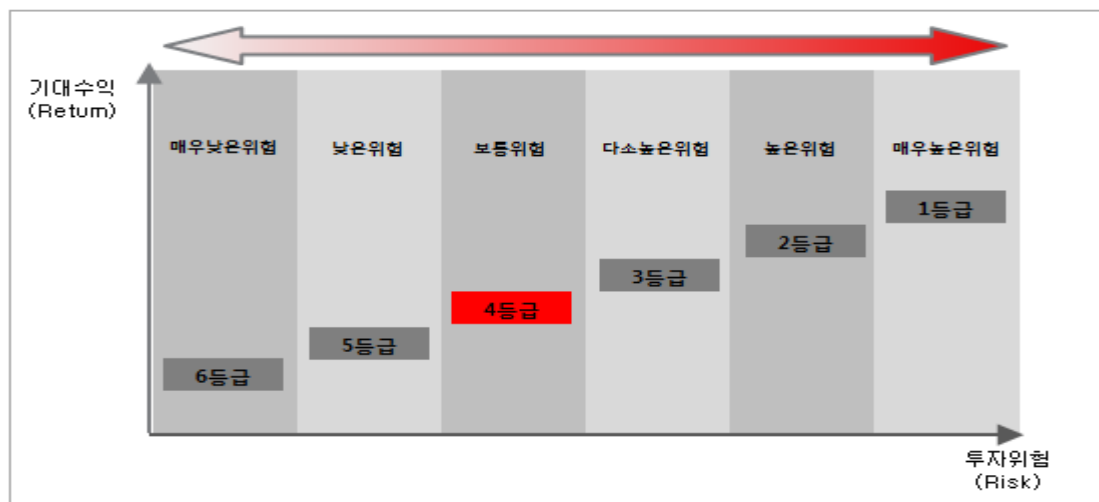 기대수익
(Retum)
매우낮은위험
낮은위험
보통위험
다소높은위험
높은위험
매우높은위험
1등급
2등급
3등급
4등급
5등급
6등급
투자위험
(Risk)